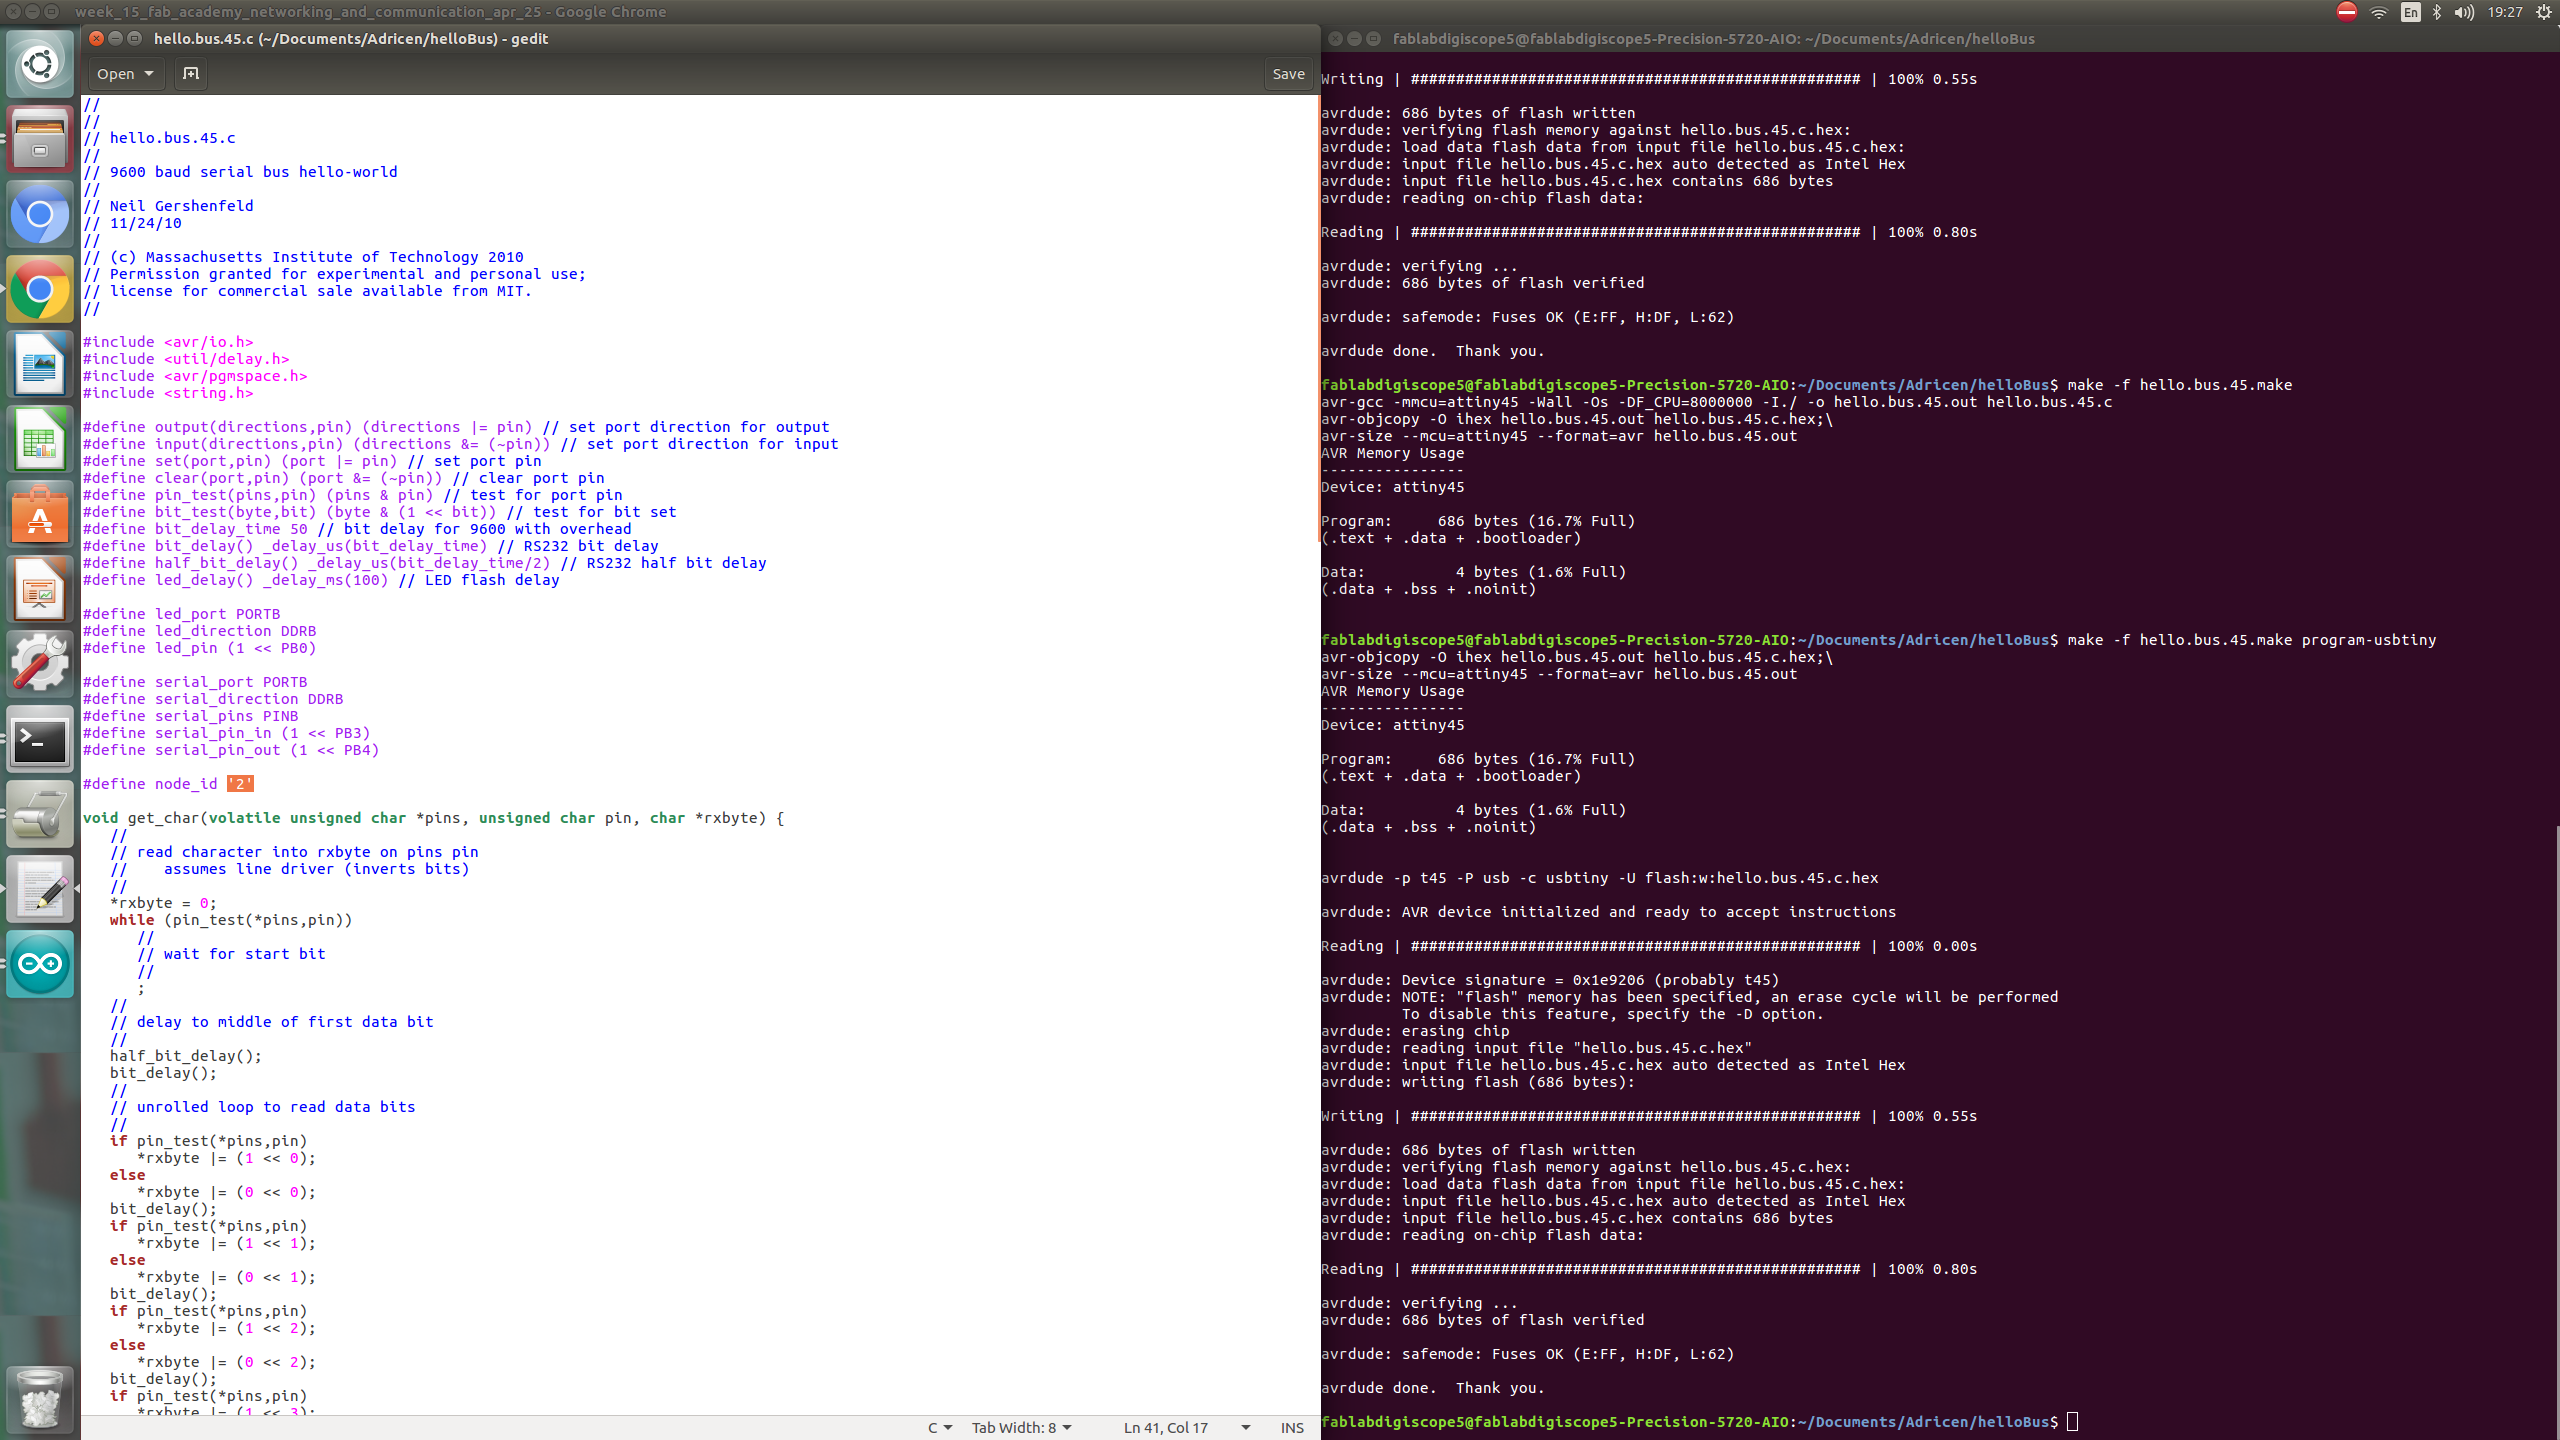 week_15_fab_academy_networking_and_communication_apr_25 - Google Chrome
En
19:27
hello.bus.45.c (~/Documents/Adricen/helloBus) - gedit
Open
Save
//
//
// hello.bus.45.c
//
// 9600 baud serial bus hello-world
//
// Neil Gershenfeld
// 11/24/10
//
// (c) Massachusetts Institute of Technology 2010
// Permission granted for experimental and personal use;
// license for commercial sale available from MIT.
//
#include <avr/io.h>
#include <util/delay.h>
#include <avr/pgmspace.h>
#include <string.h>
#define output(directions,pin) (directions |= pin) // set port direction for output
#define input(directions,pin) (directions &= (~pin)) // set port direction for input
#define set(port,pin) (port |= pin) // set port pin
#define clear(port,pin) (port &= (~pin)) // clear port pin
#define pin_test(pins,pin) (pins & pin) // test for port pin
#define bit_test(byte,bit) (byte & (1 << bit)) // test for bit set
#define bit_delay_time 50 // bit delay for 9600 with overhead
#define bit_delay() _delay_us(bit_delay_time) // RS232 bit delay
#define half_bit_delay() _delay_us(bit_delay_time/2) // RS232 half bit delay
#define led_delay() _delay_ms(100) // LED flash delay
#define led_port PORTB
#define led_direction DDRB
#define led_pin (1 << PB0)
#define serial_port PORTB
#define serial_direction DDRB
#define serial_pins PINB
#define serial_pin_in (1 << PB3)
#define serial_pin_out (1 << PB4)
#define node_id '2'
void get_char(volatile unsigned char *pins, unsigned char pin, char *rxbyte) {
//
// read character into rxbyte on pins pin
//    assumes line driver (inverts bits)
//
*rxbyte = 0;
while (pin_test(*pins,pin))
//
// wait for start bit
//
;
//
// delay to middle of first data bit
//
half_bit_delay();
bit_delay();
//
// unrolled loop to read data bits
//
if pin_test(*pins,pin)
*rxbyte |= (1 << 0);
else
*rxbyte |= (0 << 0);
bit_delay();
if pin_test(*pins,pin)
*rxbyte |= (1 << 1);
else
*rxbyte |= (0 << 1);
bit_delay();
if pin_test(*pins,pin)
*rxbyte |= (1 << 2);
else
*rxbyte |= (0 << 2);
bit_delay();
if pin_test(*pins,pin)
*rxbyte |= (1 << 3);
C
Tab Width: 8
Ln 41, Col 17
INS
fablabdigiscope5@fablabdigiscope5-Precision-5720-AIO: ~/Documents/Adricen/helloBus
Writing | ################################################## | 100% 0.55s
avrdude: 686 bytes of flash written
avrdude: verifying flash memory against hello.bus.45.c.hex:
avrdude: load data flash data from input file hello.bus.45.c.hex:
avrdude: input file hello.bus.45.c.hex auto detected as Intel Hex
avrdude: input file hello.bus.45.c.hex contains 686 bytes
avrdude: reading on-chip flash data:
Reading | ################################################## | 100% 0.80s
avrdude: verifying ...
avrdude: 686 bytes of flash verified
avrdude: safemode: Fuses OK (E:FF, H:DF, L:62)
avrdude done.  Thank you.
fablabdigiscope5@fablabdigiscope5-Precision-5720-AIO:~/Documents/Adricen/helloBus$ make -f hello.bus.45.make
avr-gcc -mmcu=attiny45 -Wall -Os -DF_CPU=8000000 -I./ -o hello.bus.45.out hello.bus.45.c
avr-objcopy -O ihex hello.bus.45.out hello.bus.45.c.hex;\
avr-size --mcu=attiny45 --format=avr hello.bus.45.out
AVR Memory Usage
----------------
Device: attiny45
Program:     686 bytes (16.7% Full)
(.text + .data + .bootloader)
Data:          4 bytes (1.6% Full)
(.data + .bss + .noinit)
fablabdigiscope5@fablabdigiscope5-Precision-5720-AIO:~/Documents/Adricen/helloBus$ make -f hello.bus.45.make program-usbtiny
avr-objcopy -O ihex hello.bus.45.out hello.bus.45.c.hex;\
avr-size --mcu=attiny45 --format=avr hello.bus.45.out
AVR Memory Usage
----------------
Device: attiny45
Program:     686 bytes (16.7% Full)
(.text + .data + .bootloader)
Data:          4 bytes (1.6% Full)
(.data + .bss + .noinit)
avrdude -p t45 -P usb -c usbtiny -U flash:w:hello.bus.45.c.hex
avrdude: AVR device initialized and ready to accept instructions
Reading | ################################################## | 100% 0.00s
avrdude: Device signature = 0x1e9206 (probably t45)
avrdude: NOTE: "flash" memory has been specified, an erase cycle will be performed
To disable this feature, specify the -D option.
avrdude: erasing chip
avrdude: reading input file "hello.bus.45.c.hex"
avrdude: input file hello.bus.45.c.hex auto detected as Intel Hex
avrdude: writing flash (686 bytes):
Writing | ################################################## | 100% 0.55s
avrdude: 686 bytes of flash written
avrdude: verifying flash memory against hello.bus.45.c.hex:
avrdude: load data flash data from input file hello.bus.45.c.hex:
avrdude: input file hello.bus.45.c.hex auto detected as Intel Hex
avrdude: input file hello.bus.45.c.hex contains 686 bytes
avrdude: reading on-chip flash data:
Reading | ################################################## | 100% 0.80s
avrdude: verifying ...
avrdude: 686 bytes of flash verified
avrdude: safemode: Fuses OK (E:FF, H:DF, L:62)
avrdude done.  Thank you.
fablabdigiscope5@fablabdigiscope5-Precision-5720-AIO:~/Documents/Adricen/helloBus$